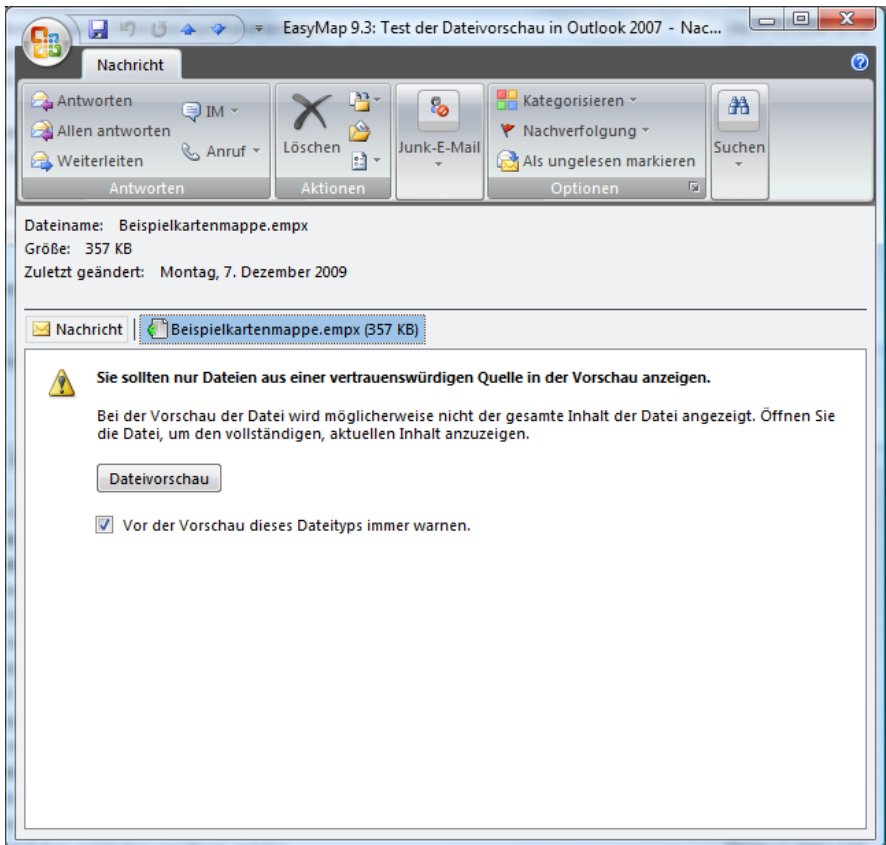 EasyMap 9.3: Test der Dateivorschau in Outlook 2007 - Nac...
Nachricht
Antworten
Allen antworten
Weiterleiten
IM
Anruf
Antworten
Löschen
Aktionen
Junk-E-Mail
Kategorisieren
Nachverfolgung
Als ungelesen markieren
Optionen
Suchen
Dateiname: Beispielkartenmappe.empx
Größe: 357 KB
Zuletzt geändert: Montag, 7. Dezember 2009
Nachricht
Beispielkartenmappe.empx (357 KB)
Sie sollten nur Dateien aus einer vertrauenswürdigen Quelle in der Vorschau anzeigen.
Bei der Vorschau der Datei wird möglicherweise nicht der gesamte Inhalt der Datei angezeigt. Öffnen Sie
die Datei, um den vollständigen, aktuellen Inhalt anzuzeigen.
Dateivorschau
Vor der Vorschau dieses Dateityps immer warnen.